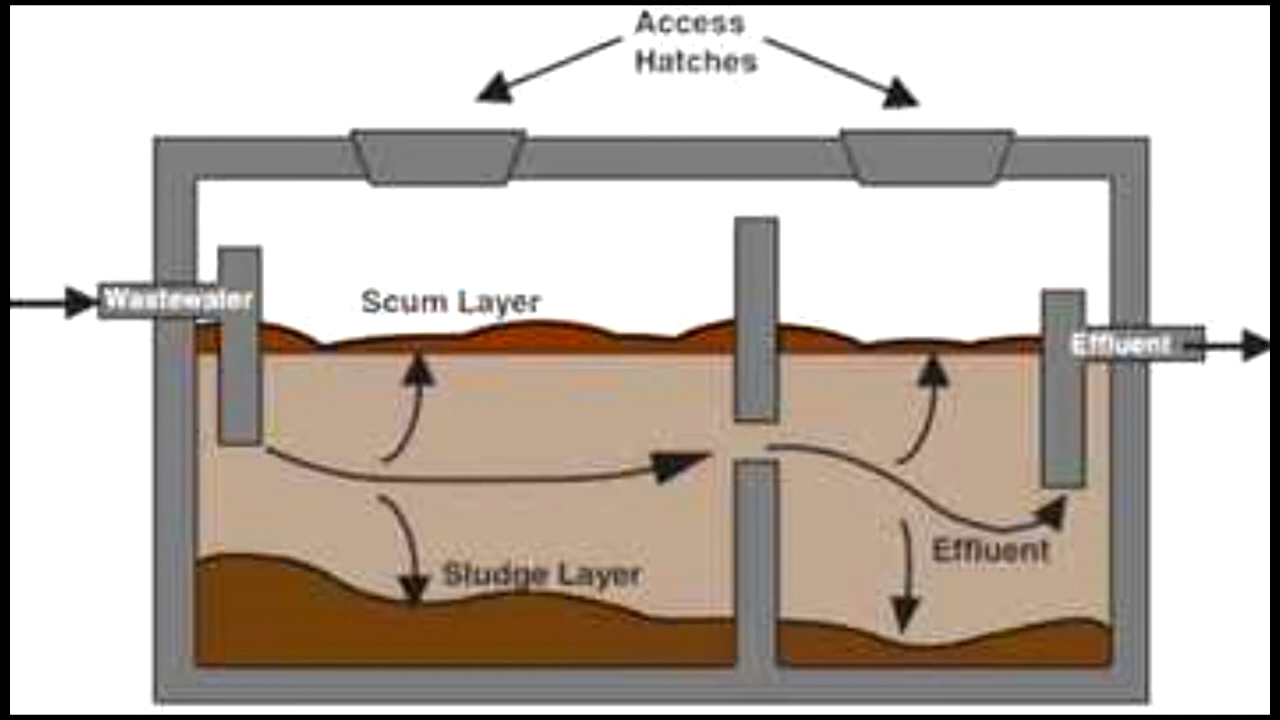 Access
Hatches
Wastewater
Scum Layer
Effluent
Sludge Layer
Effluent